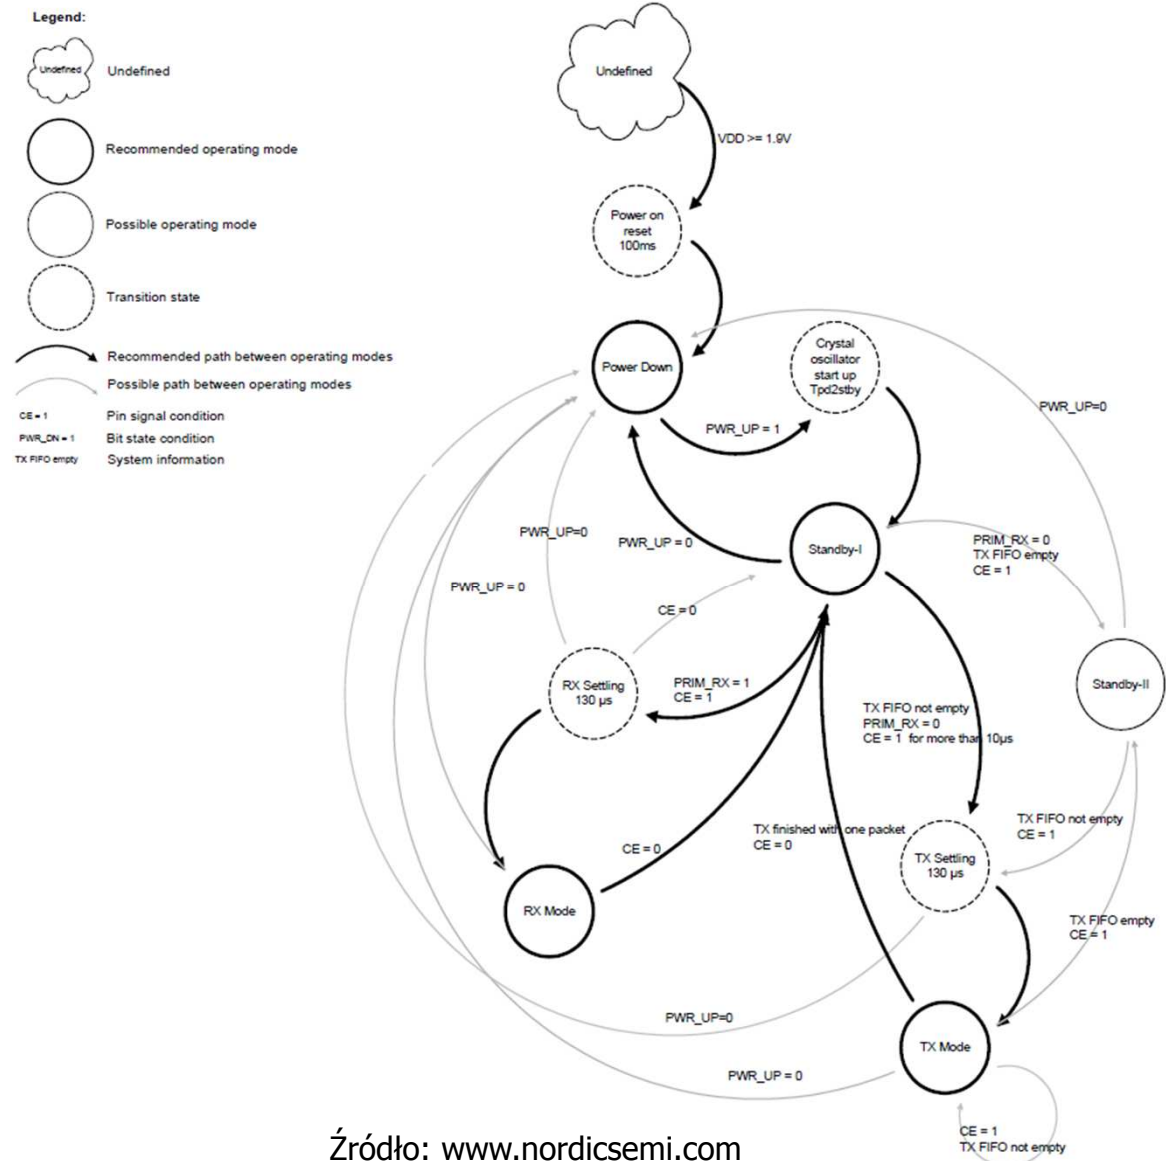 Legend:
Undefined
Undefined
Recommended operating mode
Possible operating mode
Transition state
Recommended path between operating modes
Possible path between operating modes
CE = 1
Pin signal condition
PWR_DN = 1
Bit state condition
TX FIFO empty
System information
Undefined
VDD >= 1.9V
Power on
reset
100ms
Power Down
Crystal
oscillator
start up
Tpd2stby
PWR_UP=0
PWR_UP = 1
PWR_UP=0
PWR_UP = 0
Standby-I
PRIM_RX = 0
TX FIFO empty
CE = 1
PWR_UP = 0
CE = 0
RX Settling
130 µs
PRIM_RX = 1
CE = 1
Standby-II
TX FIFO not empty
PRIM_RX = 0
CE = 1 for more than 10µs
TX FIFO not empty
CE = 1
TX finished with one packet
CE = 0
CE = 0
TX Settling
130 µs
RX Mode
TX FIFO empty
CE = 1
PWR_UP=0
TX Mode
PWR_UP = 0
CE = 1
TX FIFO not empty
Źródło: www.nordicsemi.com